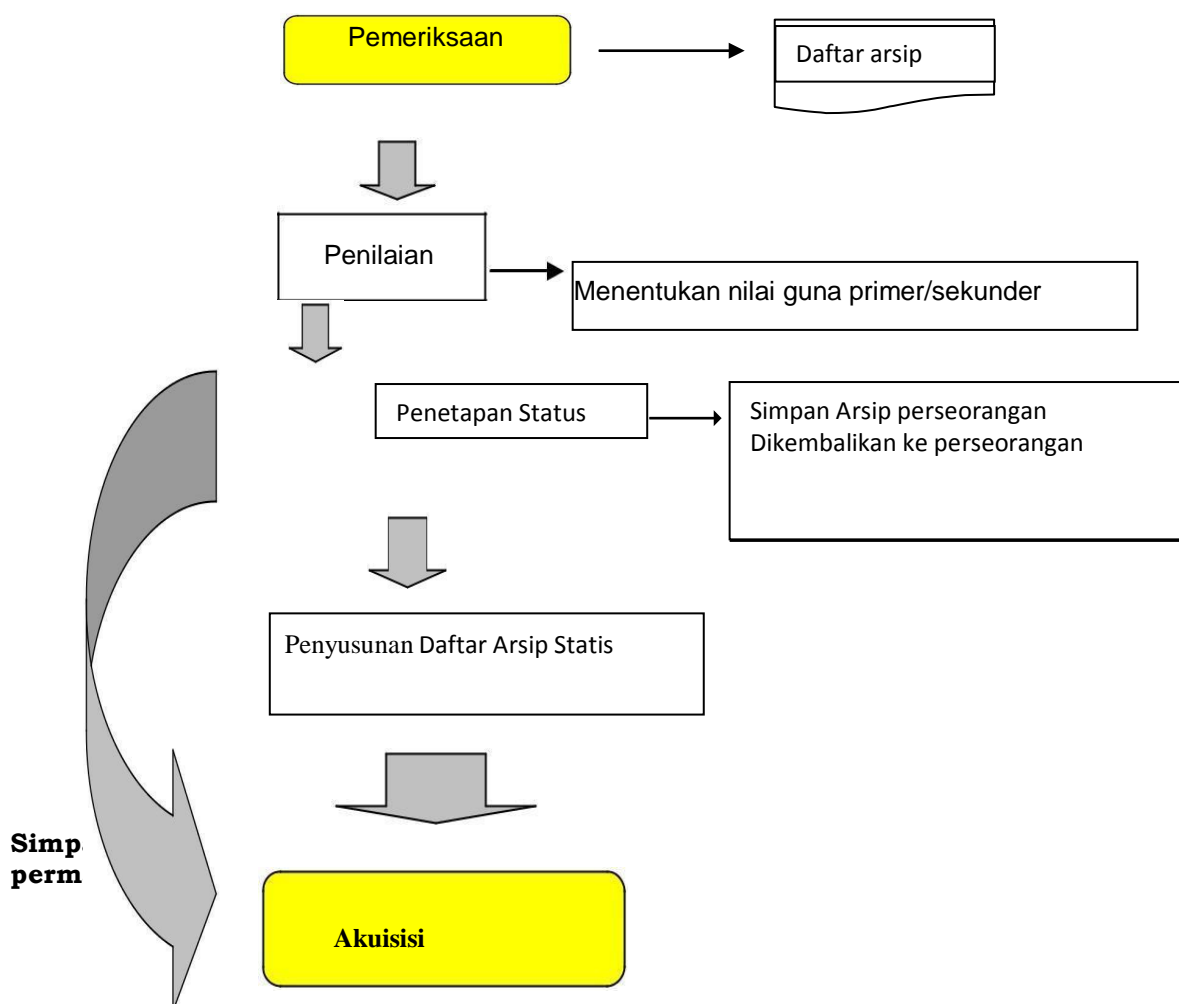 Pemeriksaan
Daftar arsip
Penilaian
Menentukan nilai guna primer/sekunder
Penetapan Status
Simpan Arsip perseorangan
Dikembalikan ke perseorangan
Penyusunan Daftar Arsip Statis
Akuisisi